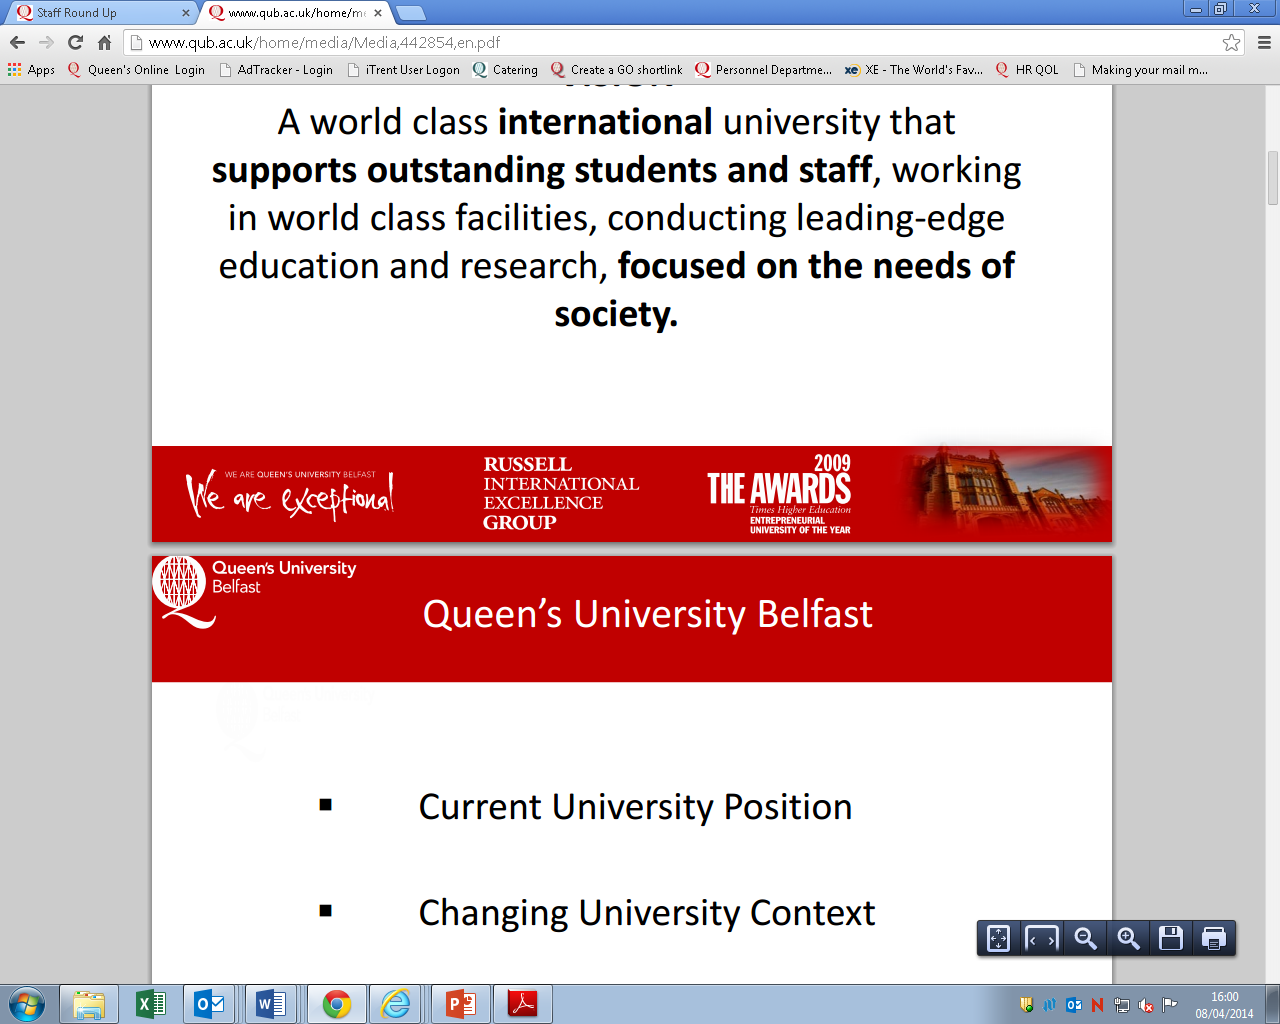 Staff Round Up
www.qub.ac.uk/home/me
www.qub.ac.uk/home/media/Media,442854,en.pdf
Apps Queen's Online Login AdTracker - Login iTrent User Logon Catering Create a GO shortlink Personnel Departme... XE - The World's Fav... HR QOL Making your mail m...
A world class international university that
supports outstanding students and staff, working
in world class facilities, conducting leading-edge
education and research, focused on the needs of
society.
WE ARE QUEEN'S UNIVERSITY BELFAST
We are exceptional
RUSSELL
INTERNATIONAL
EXCELLENCE
GROUP
2009
THE AWARDS
Times Higher Education
ENTREPRENEURIAL
UNIVERSITY OF THE YEAR
Queen's University
Belfast
Queen’s University Belfast
▪ Current University Position
▪ Changing University Context
16:00
08/04/2014